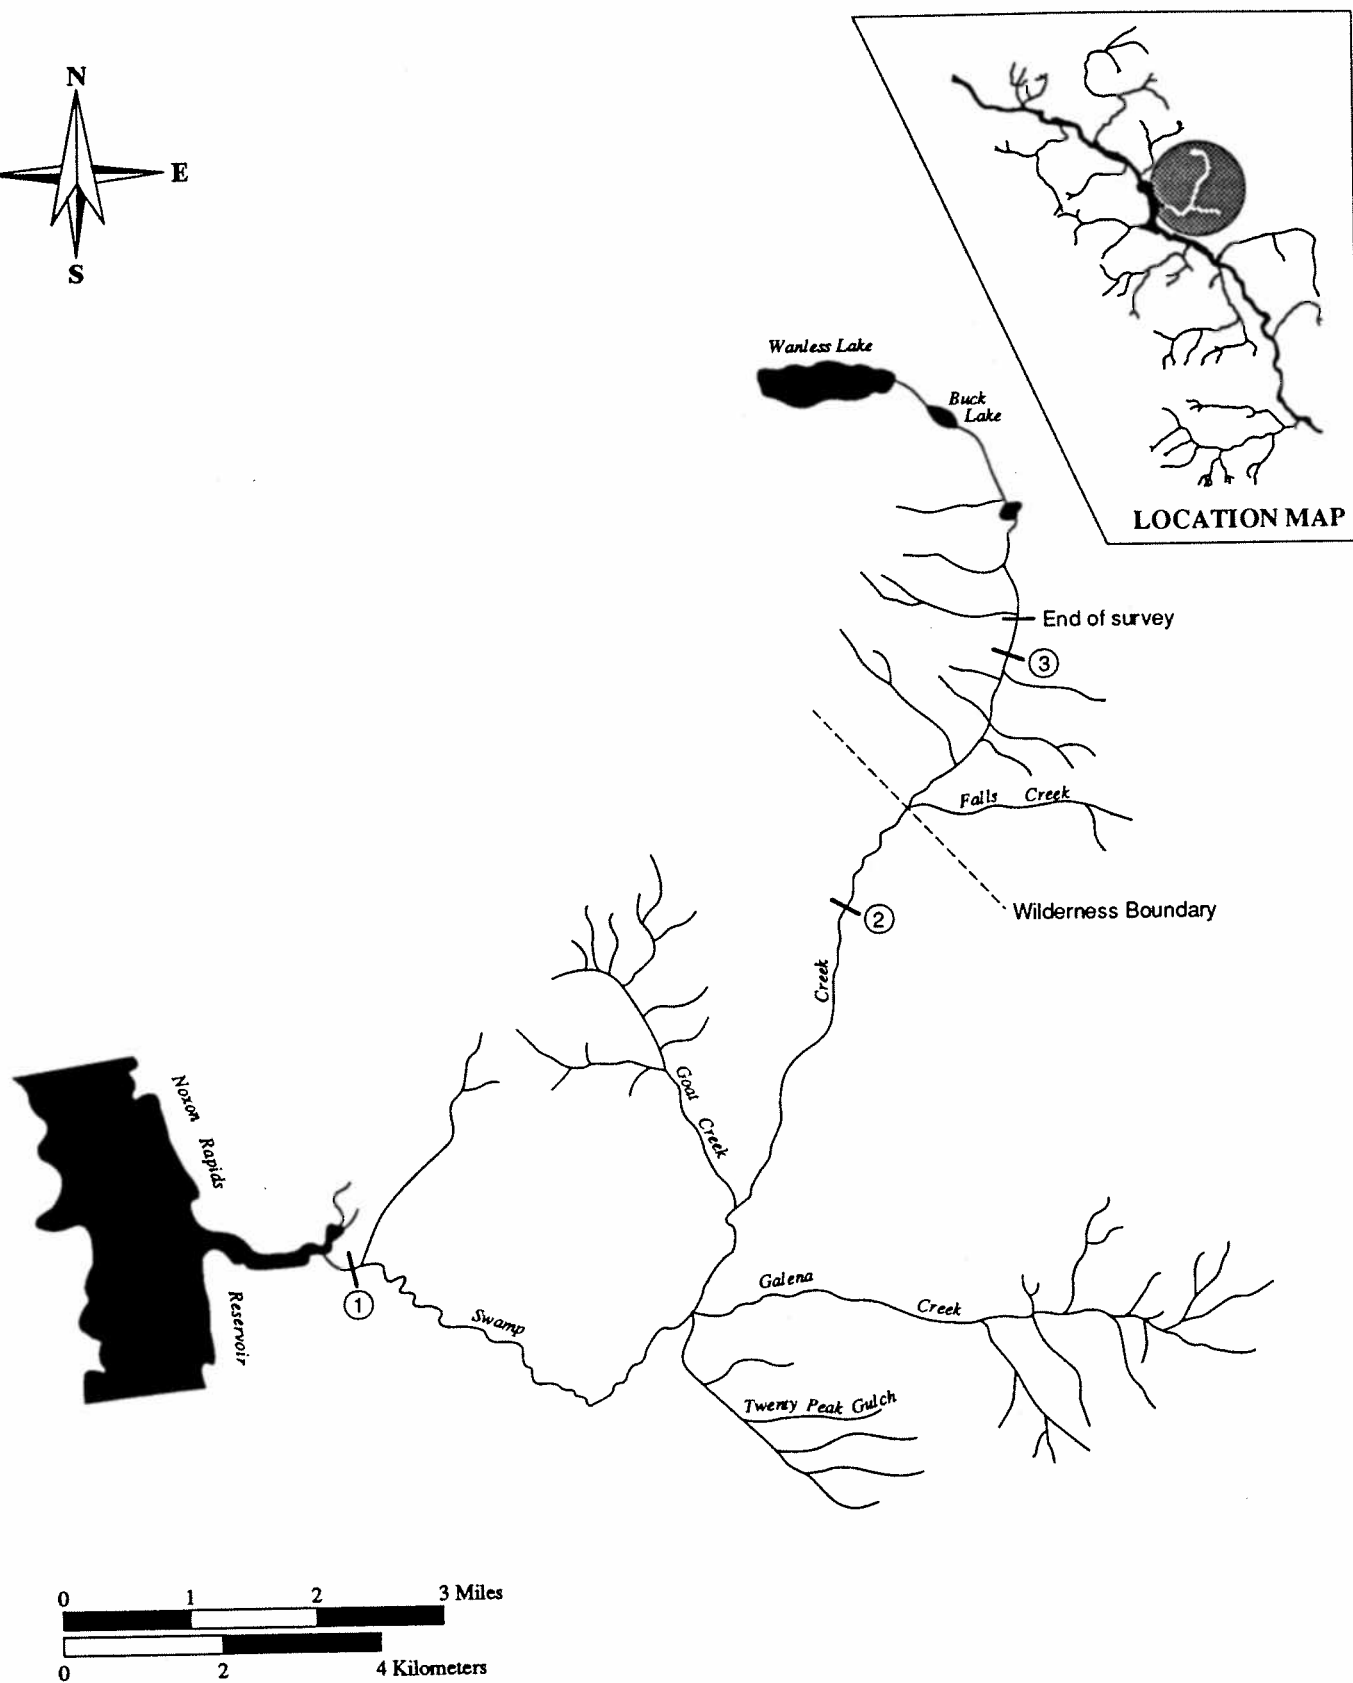 N
E
S
LOCATION MAP
Wanless Lake
Buck
Lake
End of survey
3
Falls Creek
Wilderness Boundary
2
Creek
Goat Creek
Noxon Rapids
Reservoir
1
Swamp
Galena
Creek
Twenty Peak Gulch
0 1 2 3 Miles
0 2 4 Kilometers